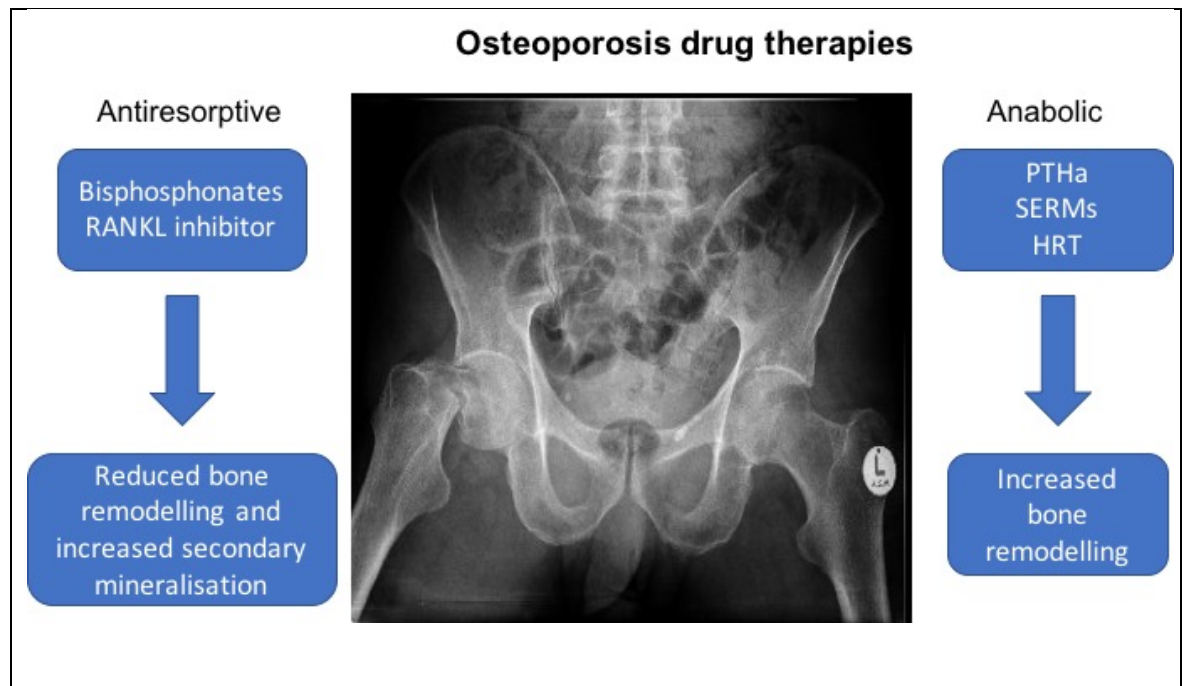 Osteoporosis drug therapies
Antiresorptive
Bisphosphonates
RANKL inhibitor
Reduced bone
remodelling and
increased secondary
mineralisation
L
Anabolic
PTHa
SERMs
HRT
Increased
bone
remodelling